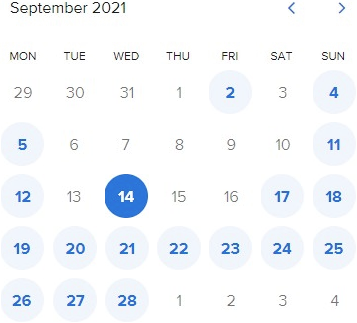 September 2021
MON TUE WED THU FRI SAT SUN
29 30 31 1 2 3 4
5 6 7 8 9 10 11
12 13 14 15 16 17 18
19 20 21 22 23 24 25
26 27 28 1 2 3 4